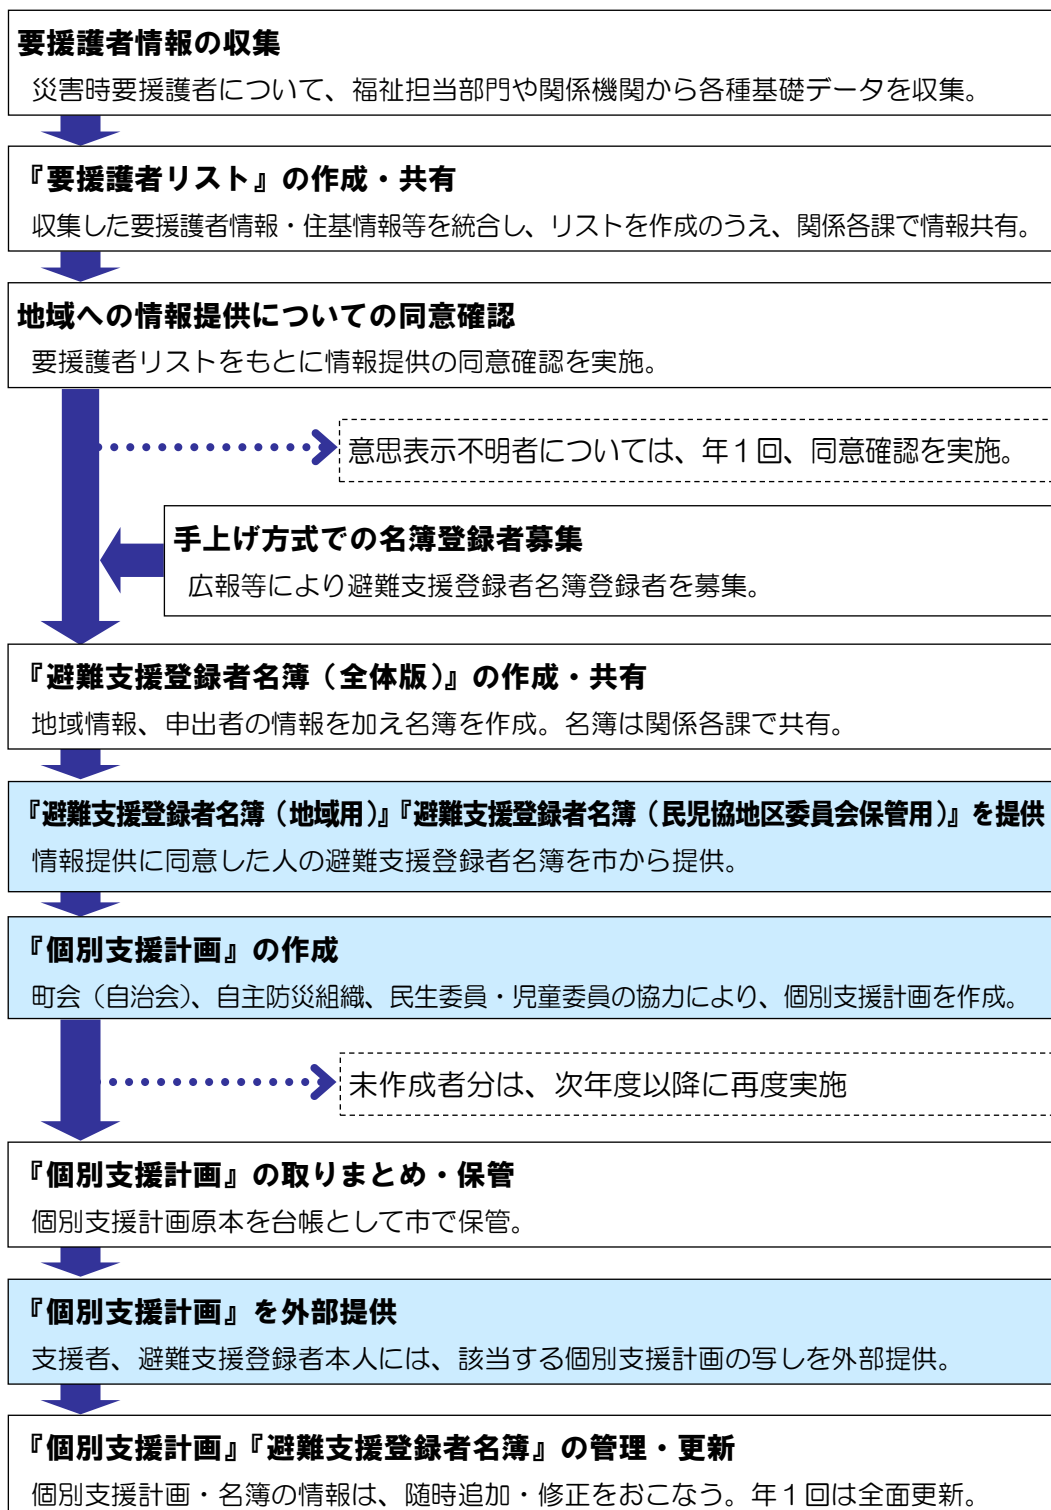 要援護者情報の収集
災害時要援護者について、福祉担当部門や関係機関から各種基礎データを収集。
『要援護者リスト』の作成・共有
収集した要援護者情報・住基情報等を統合し、リストを作成のうえ、関係各課で情報共有。
地域への情報提供についての同意確認
要援護者リストをもとに情報提供の同意確認を実施。
意思表示不明者については、年１回、同意確認を実施。
手上げ方式での名簿登録者募集
広報等により避難支援登録者名簿登録者を募集。
『避難支援登録者名簿（全体版）』の作成・共有
地域情報、申出者の情報を加え名簿を作成。名簿は関係各課で共有。
『避難支援登録者名簿（地域用）』『避難支援登録者名簿（民児協地区委員会保管用）』を提供
情報提供に同意した人の避難支援登録者名簿を市から提供。
『個別支援計画』の作成
町会（自治会）、自主防災組織、民生委員・児童委員の協力により、個別支援計画を作成。
未作成者分は、次年度以降に再度実施
『個別支援計画』の取りまとめ・保管
個別支援計画原本を台帳として市で保管。
『個別支援計画』を外部提供
支援者、避難支援登録者本人には、該当する個別支援計画の写しを外部提供。
『個別支援計画』『避難支援登録者名簿』の管理・更新
個別支援計画・名簿の情報は、随時追加・修正をおこなう。年１回は全面更新。